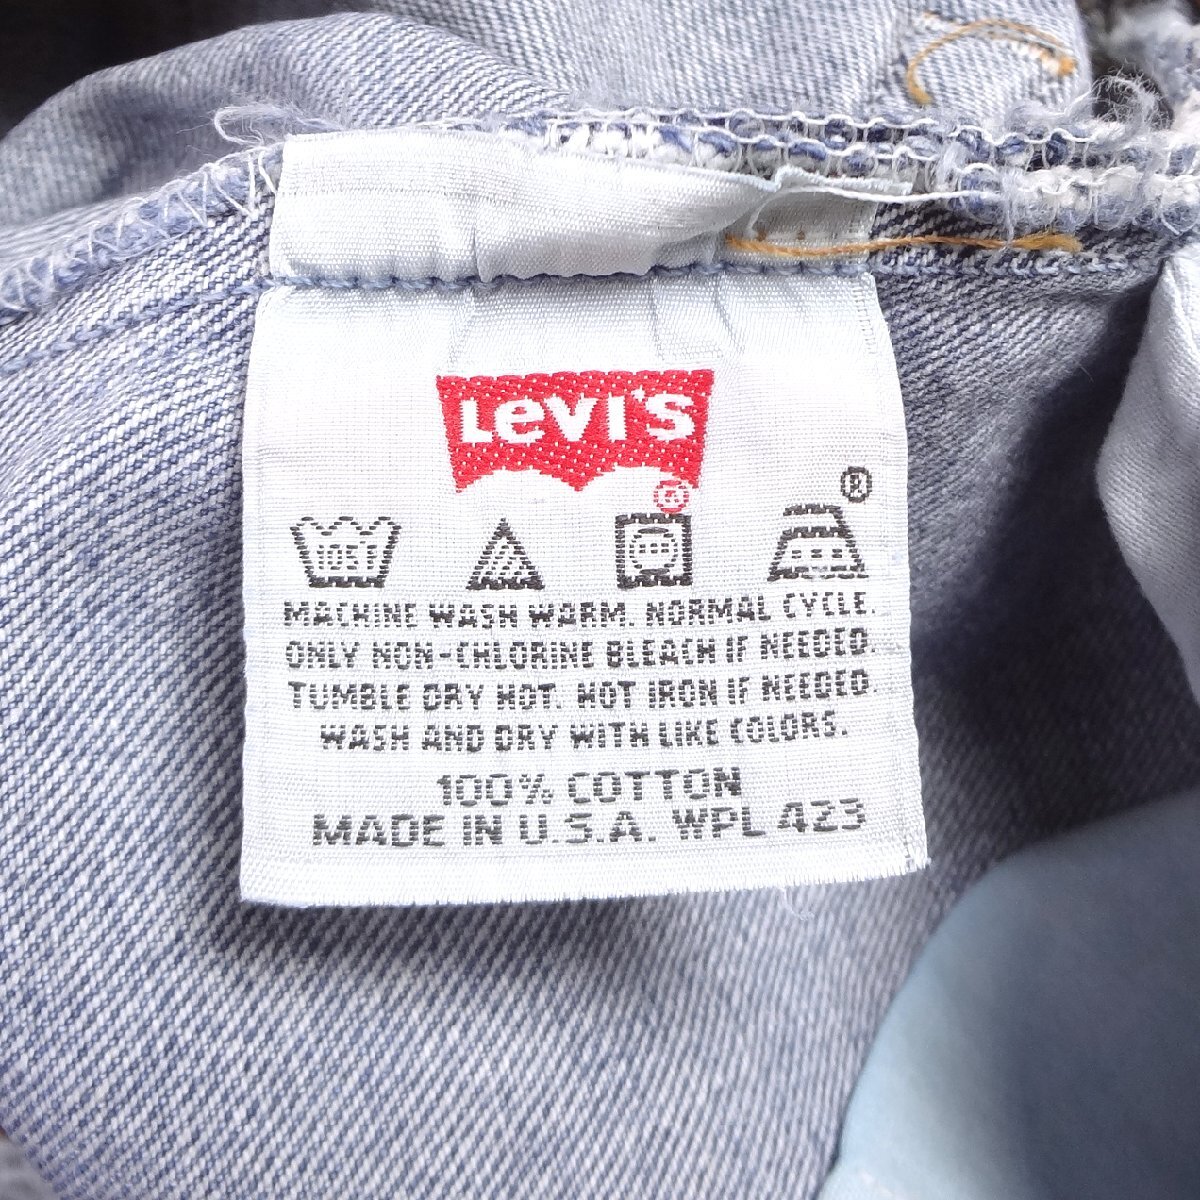 LEVI'S
®
MACHINE WASH WARM. NORMAL CYCLE.
ONLY NON-CHLORINE BLEACH IF NEEDED.
TUMBLE DRY HOT. HOT IRON IF NEEDED.
WASH AND DRY WITH LIKE COLORS.
100% COTTON
MADE IN U.S.A. WPL 423